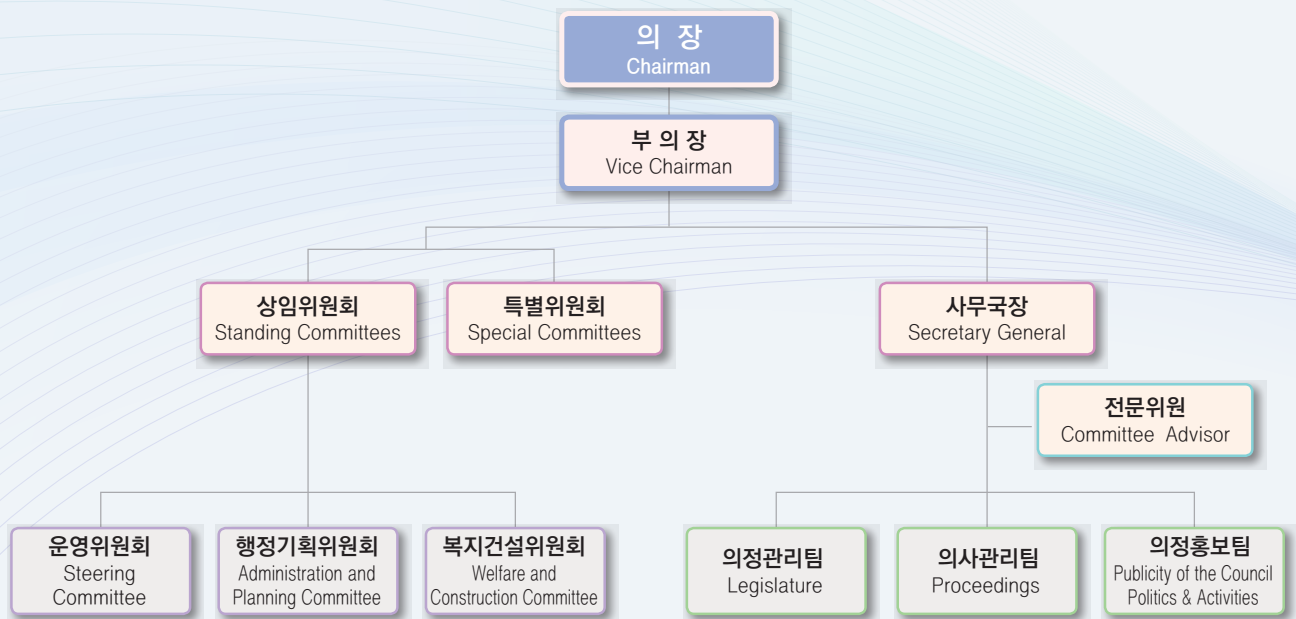 의 장
Chairman
부 의 장
Vice Chairman
상임위원회
Standing Committees
특별위원회
Special Committees
사무국장
Secretary General
전문위원
Committee Advisor
운영위원회
Steering
Committee
행정기획위원회
Administration and
Planning Committee
복지건설위원회
Welfare and
Construction Committee
의정관리팀
Legislature
의사관리팀
Proceedings
의정홍보팀
Publicity of the Council
Politics & Activities